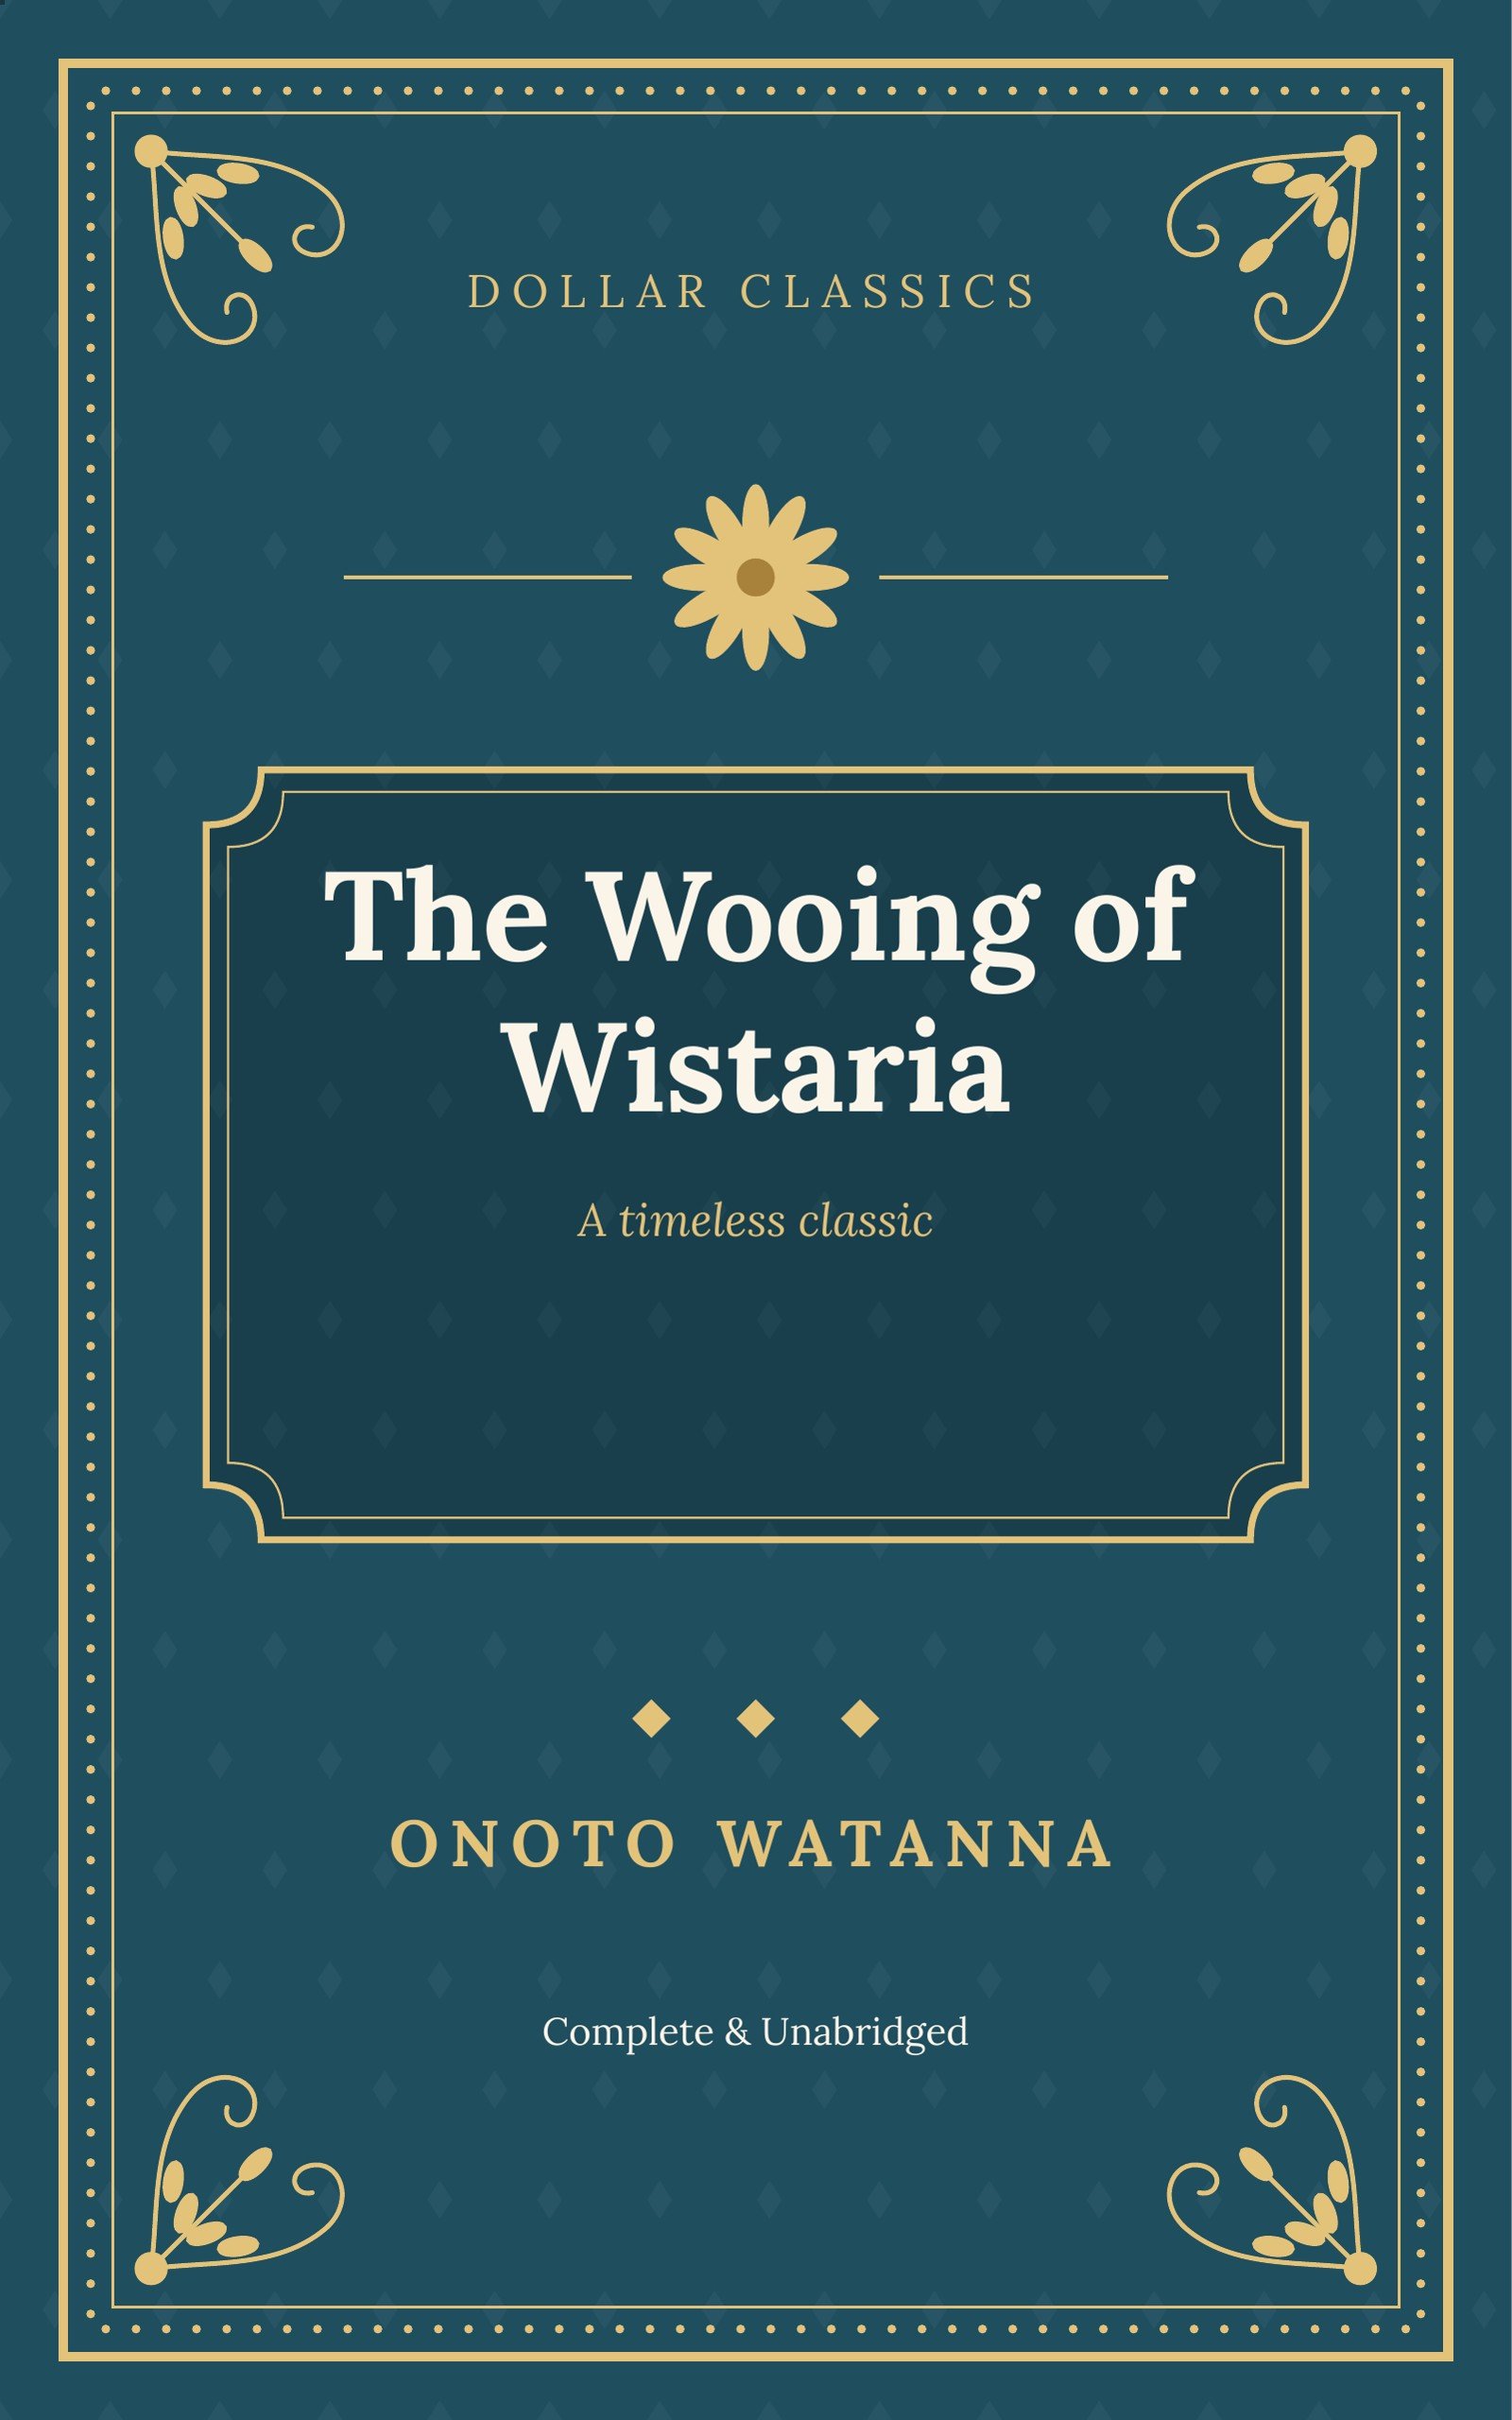 DOLLAR CLASSICS
The Wooing of
Wistaria
A timeless classic
ONOTO WATANNA
Complete & Unabridged